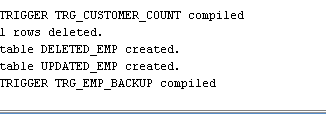 TRIGGER TRG_CUSTOMER_COUNT compiled
1 rows deleted.
table DELETED_EMP created.
table UPDATED_EMP created.
TRIGGER TRG_EMP_BACKUP compiled